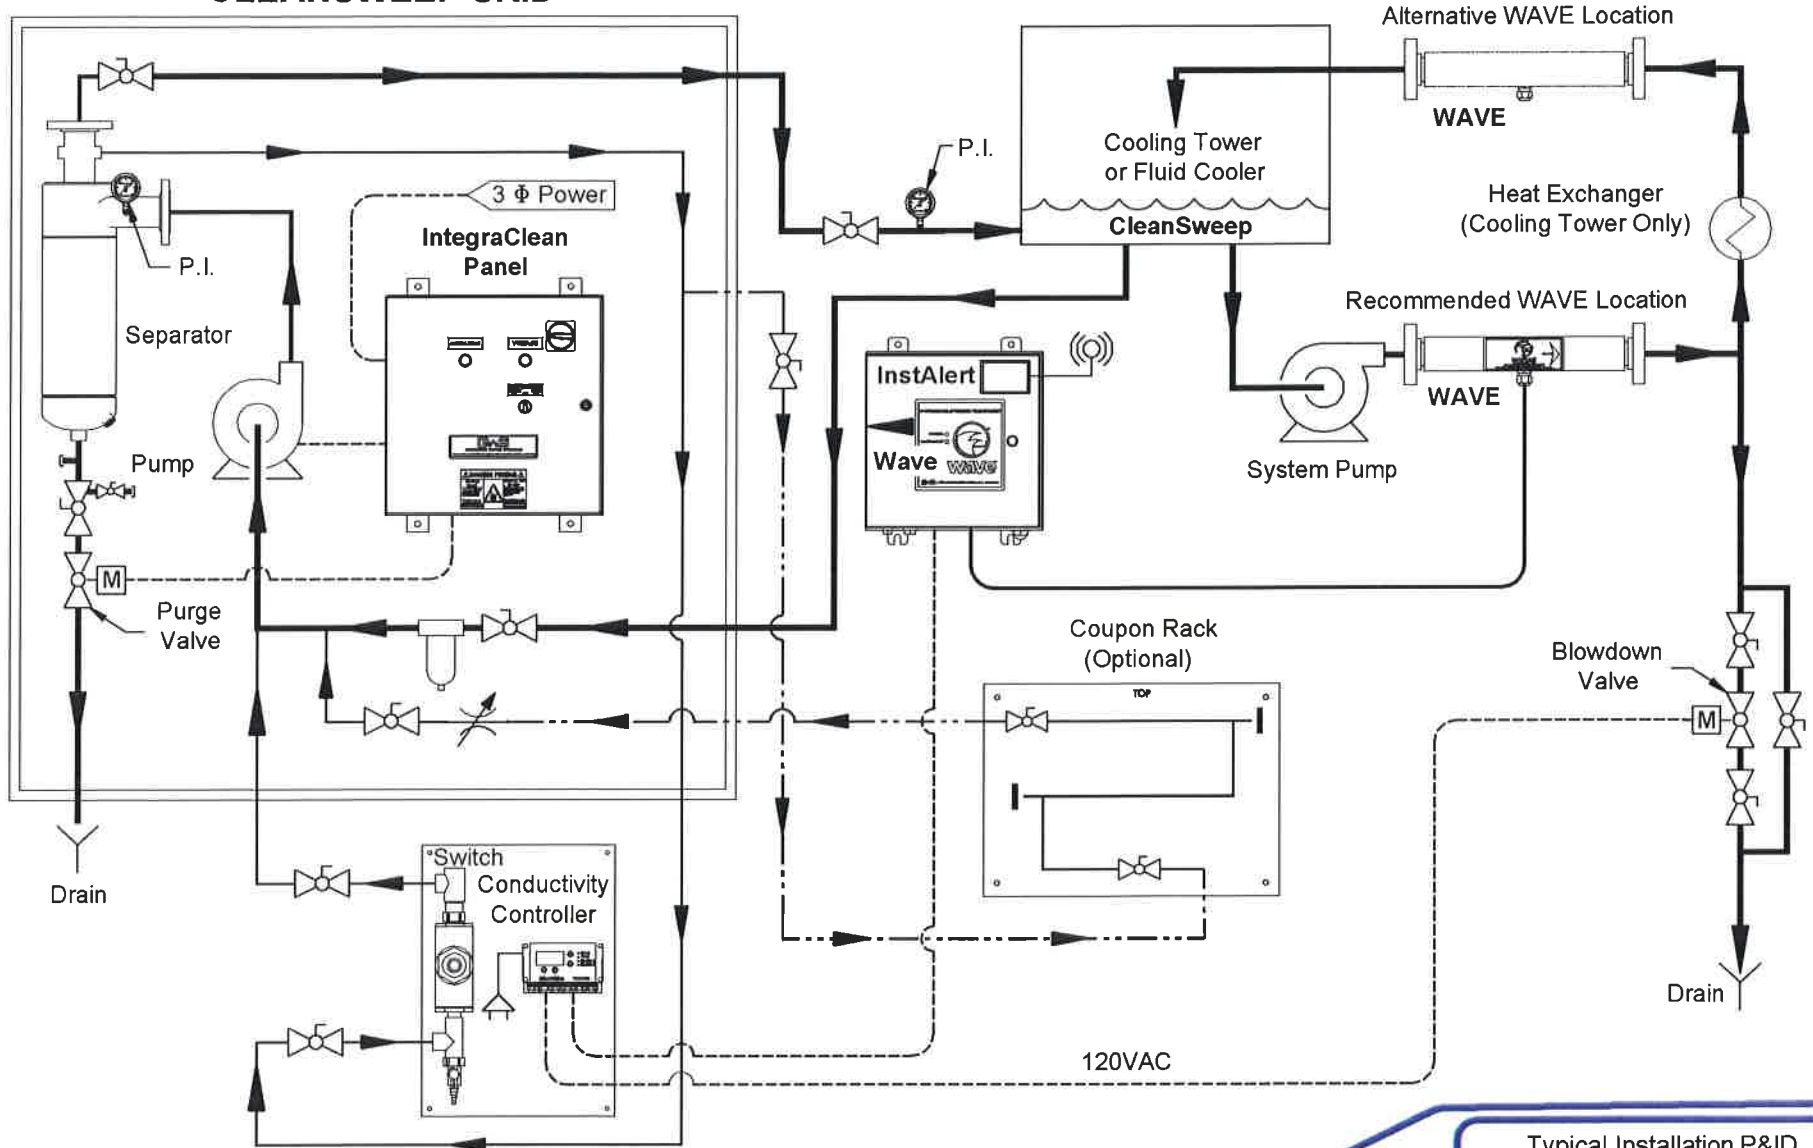 Alternative WAVE Location
WAVE
P.I.
Cooling Tower
or Fluid Cooler
CleanSweep
Heat Exchanger
(Cooling Tower Only)
3 Φ Power
IntegraClean
Panel
P.I.
Separator
Pump
Recommended WAVE Location
WAVE
System Pump
InstAlert
Wave
wave
M
Purge
Valve
Coupon Rack
(Optional)
TOP
Blowdown
Valve
M
Drain
Switch
Conductivity
Controller
Drain
120VAC
Typical Installation P&ID